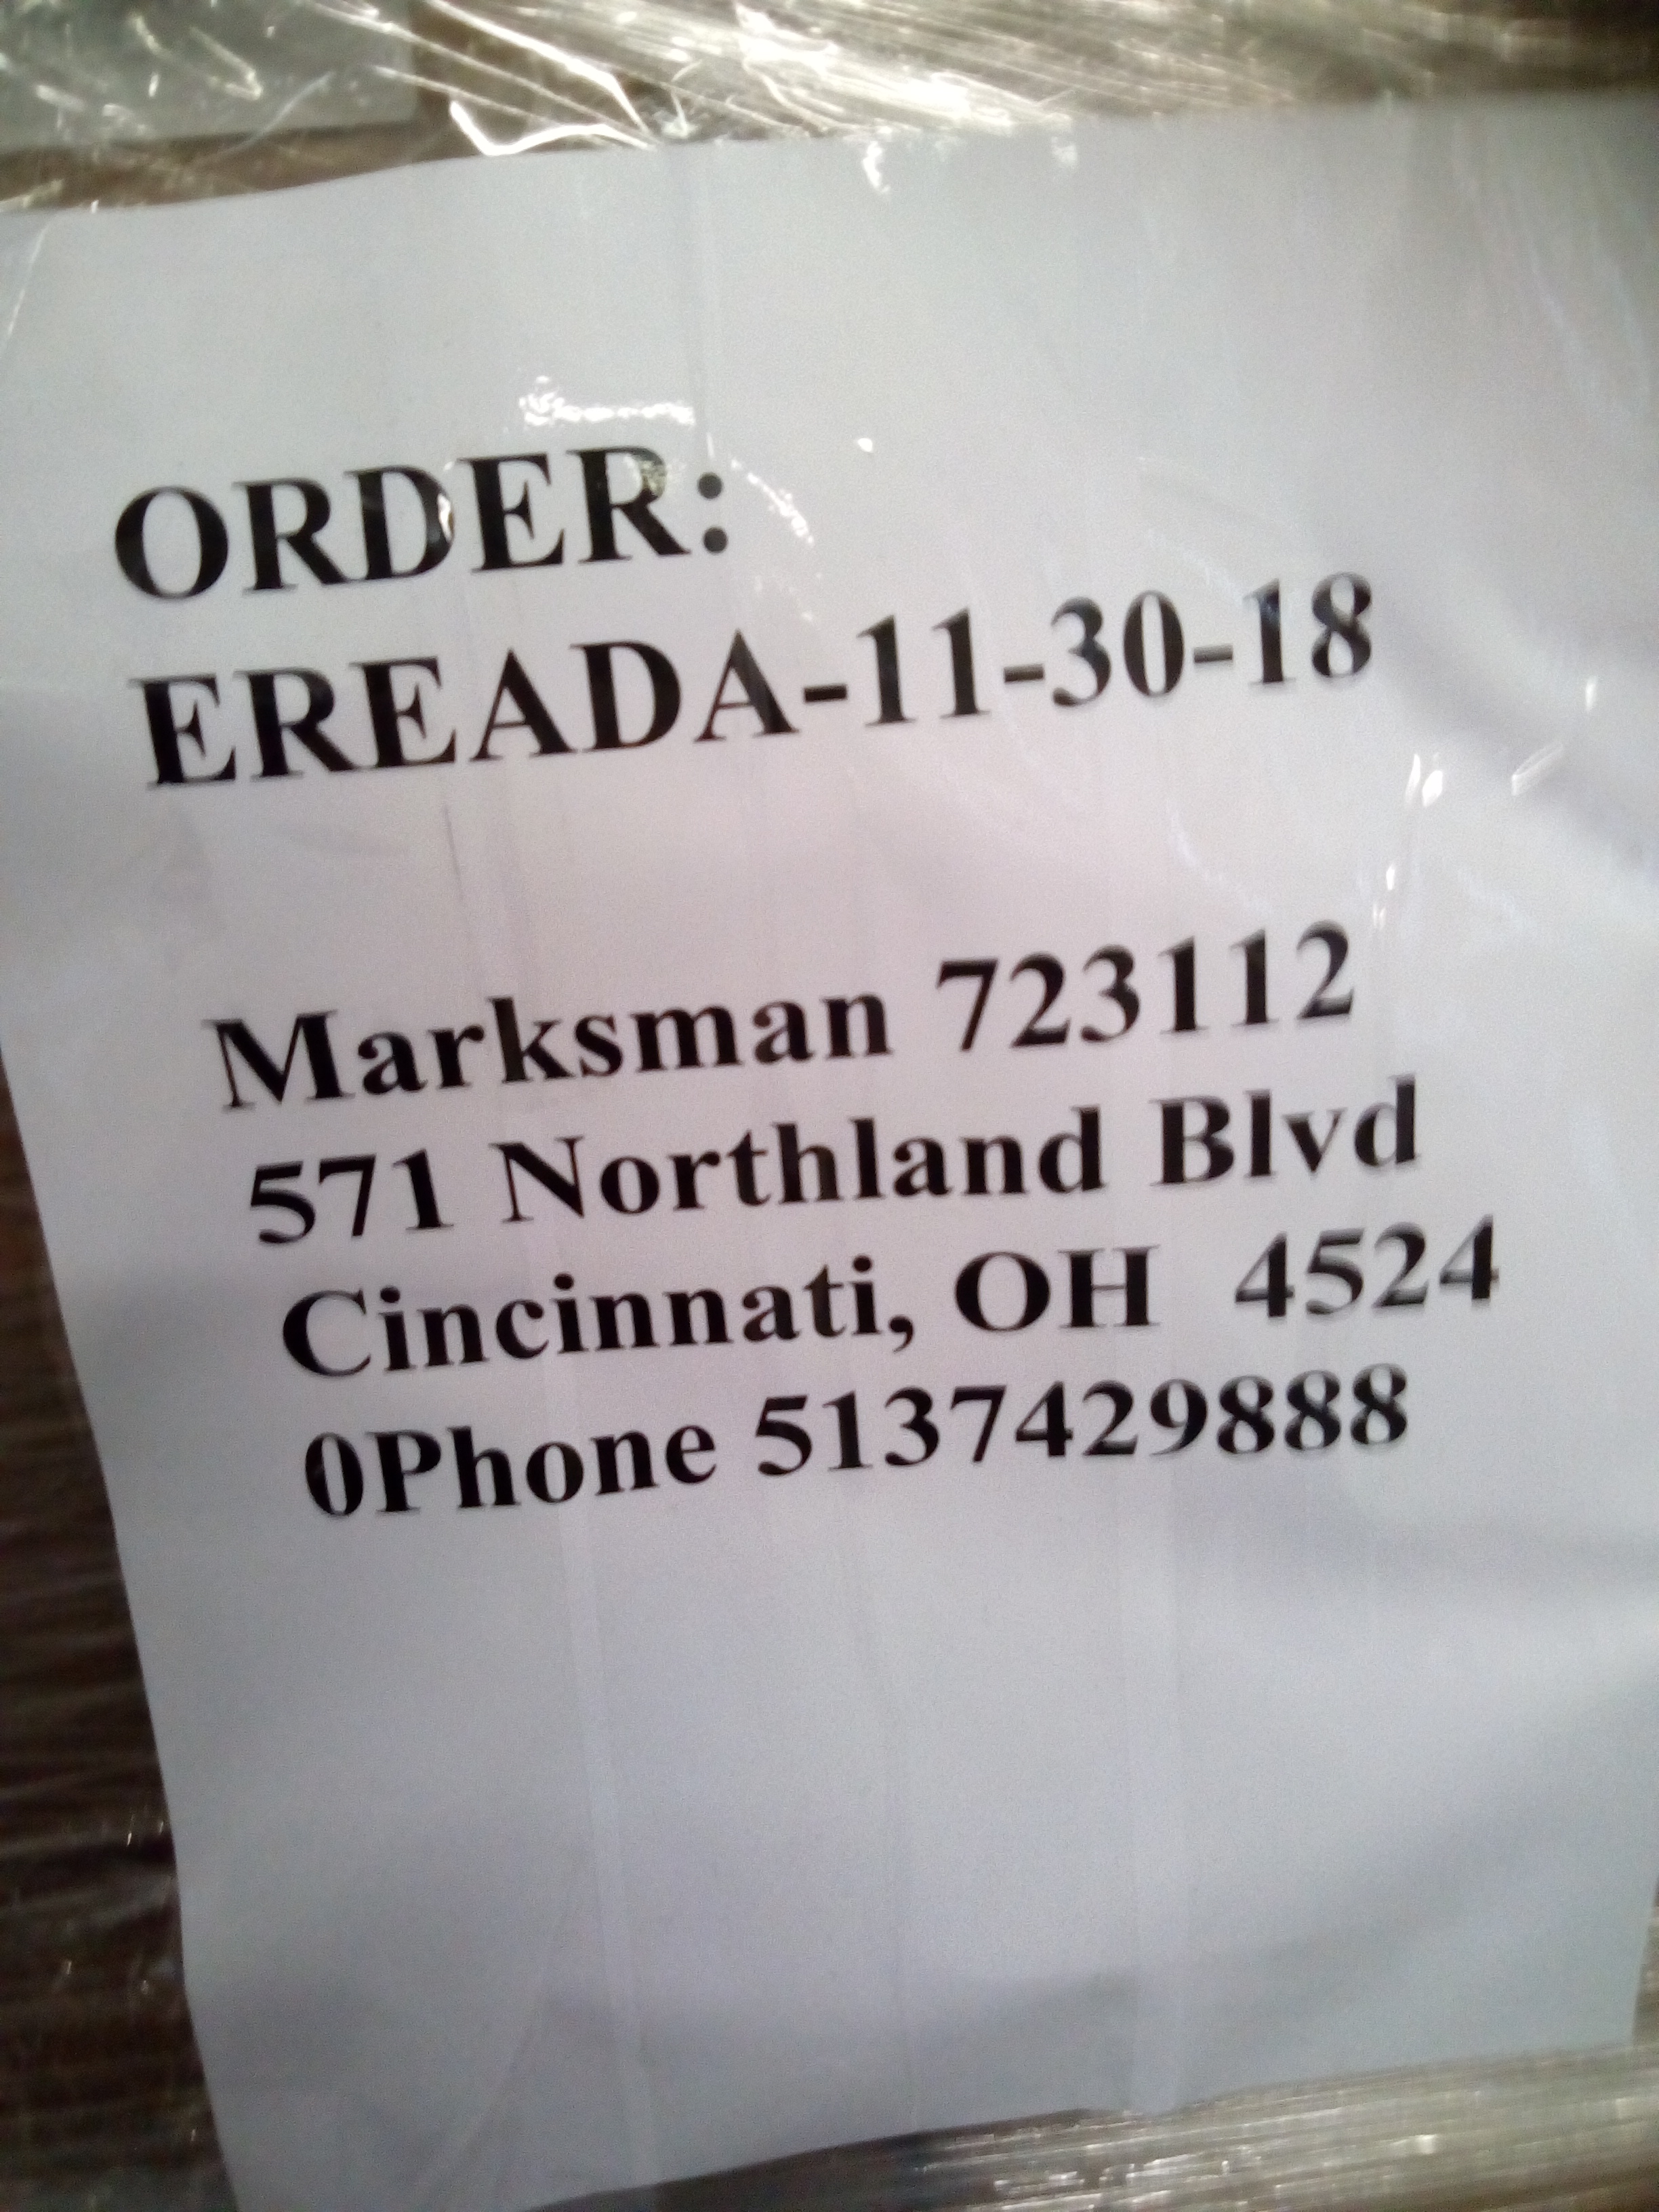 ORDER:
EREADA-11-30-18
Marksman 723112
571 Northland Blvd
Cincinnati, OH  4524
0Phone 5137429888